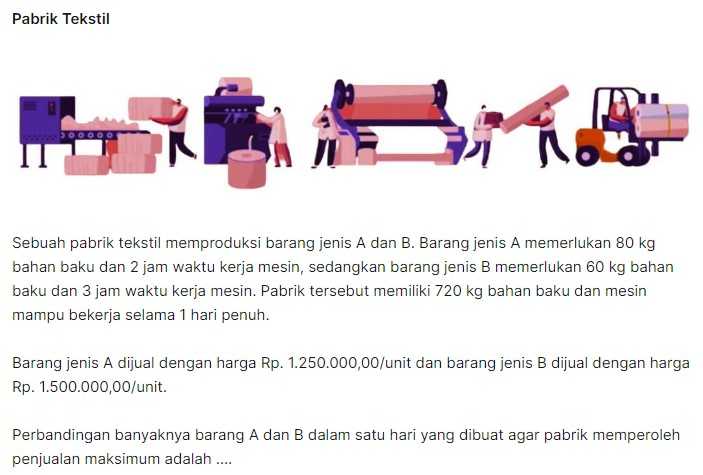 Pabrik Tekstil
Sebuah pabrik tekstil memproduksi barang jenis A dan B. Barang jenis A memerlukan 80 kg
bahan baku dan 2 jam waktu kerja mesin, sedangkan barang jenis B memerlukan 60 kg bahan
baku dan 3 jam waktu kerja mesin. Pabrik tersebut memiliki 720 kg bahan baku dan mesin
mampu bekerja selama 1 hari penuh.
Barang jenis A dijual dengan harga Rp. 1.250.000,00/unit dan barang jenis B dijual dengan harga
Rp. 1.500.000,00/unit.
Perbandingan banyaknya barang A dan B dalam satu hari yang dibuat agar pabrik memperoleh
penjualan maksimum adalah ....